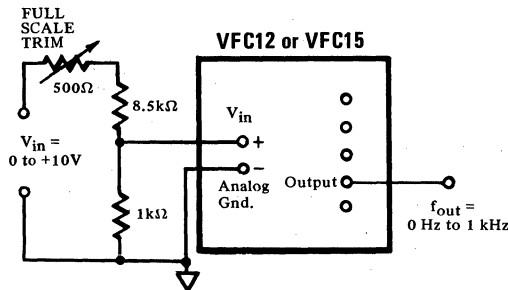 FULL
SCALE
TRIM
VFC12 or VFC15
500Ω
8.5kΩ
V_in
V_in =
0 to +10V
+
−
Analog
Gnd.
Output
1kΩ
f_out =
0 Hz to 1 kHz